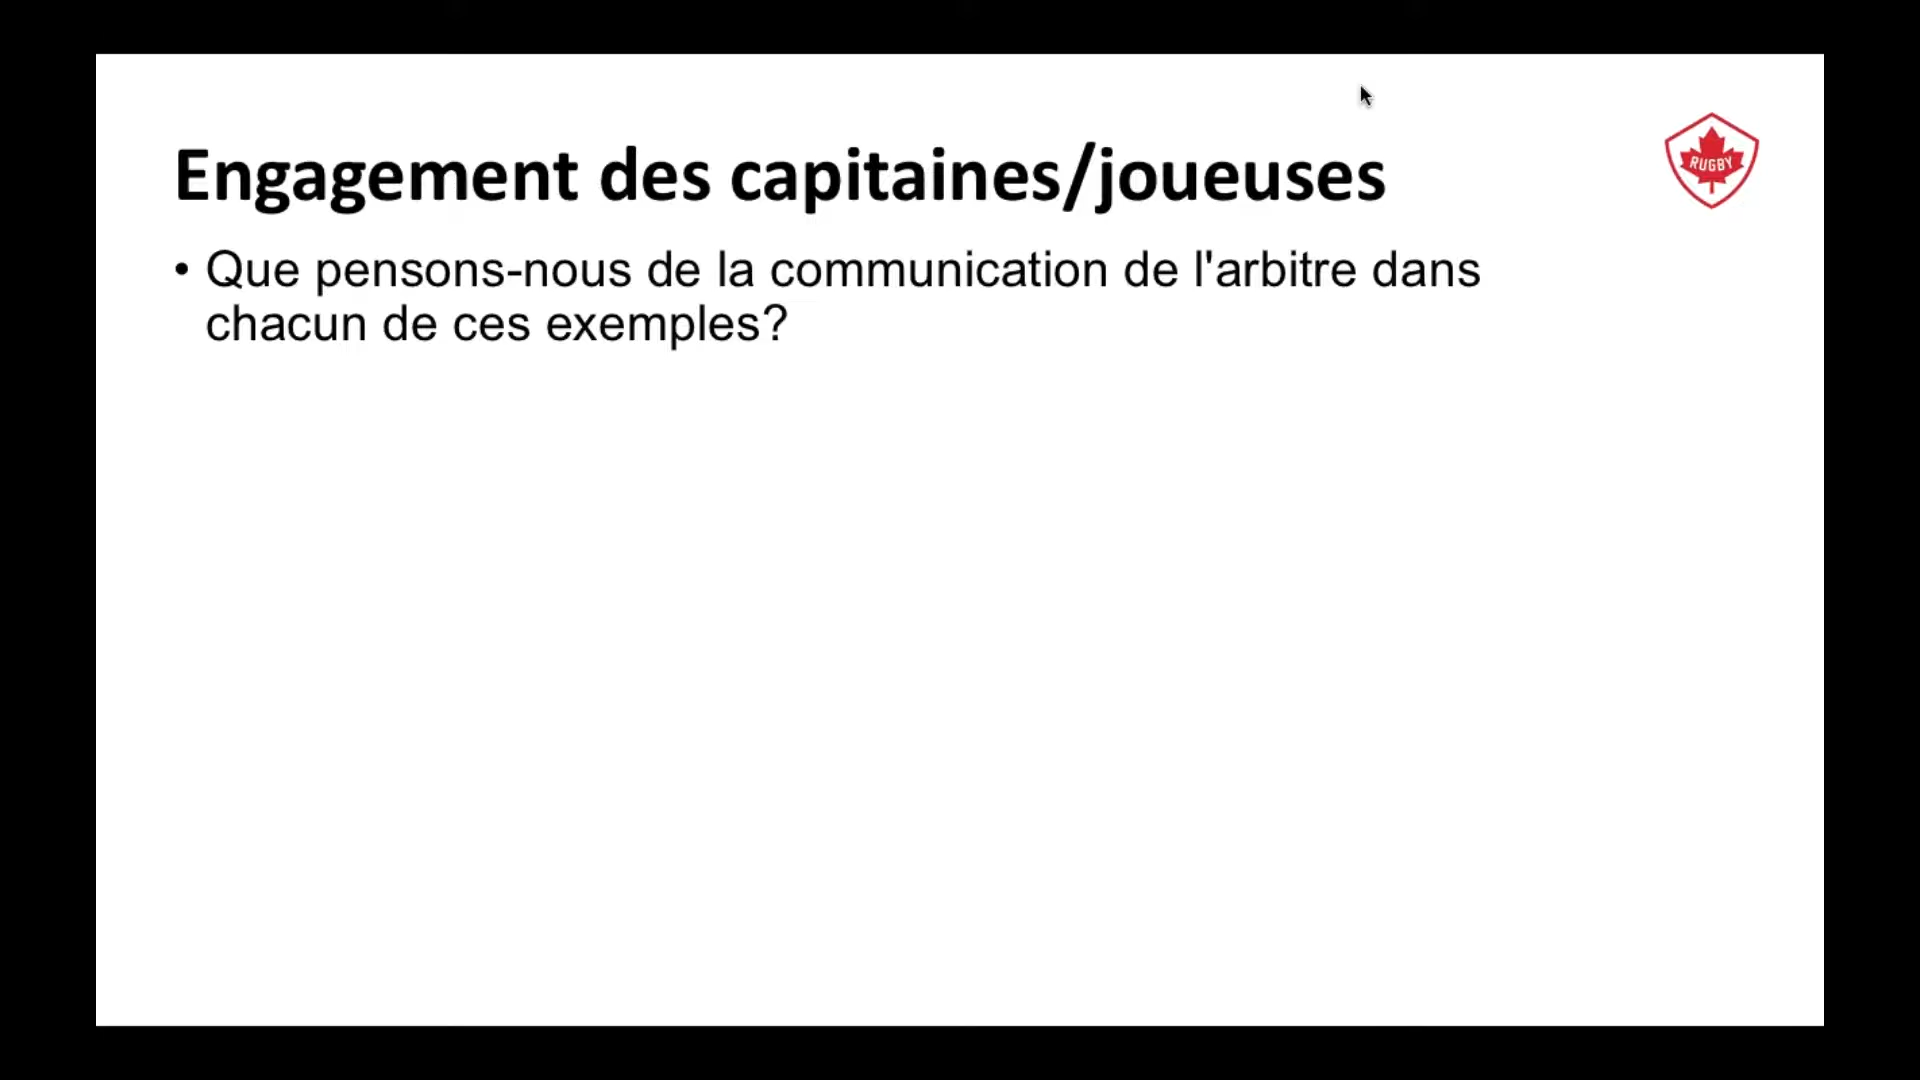 Engagement des capitaines/joueuses
RUGBY
• Que pensons-nous de la communication de l'arbitre dans
chacun de ces exemples?